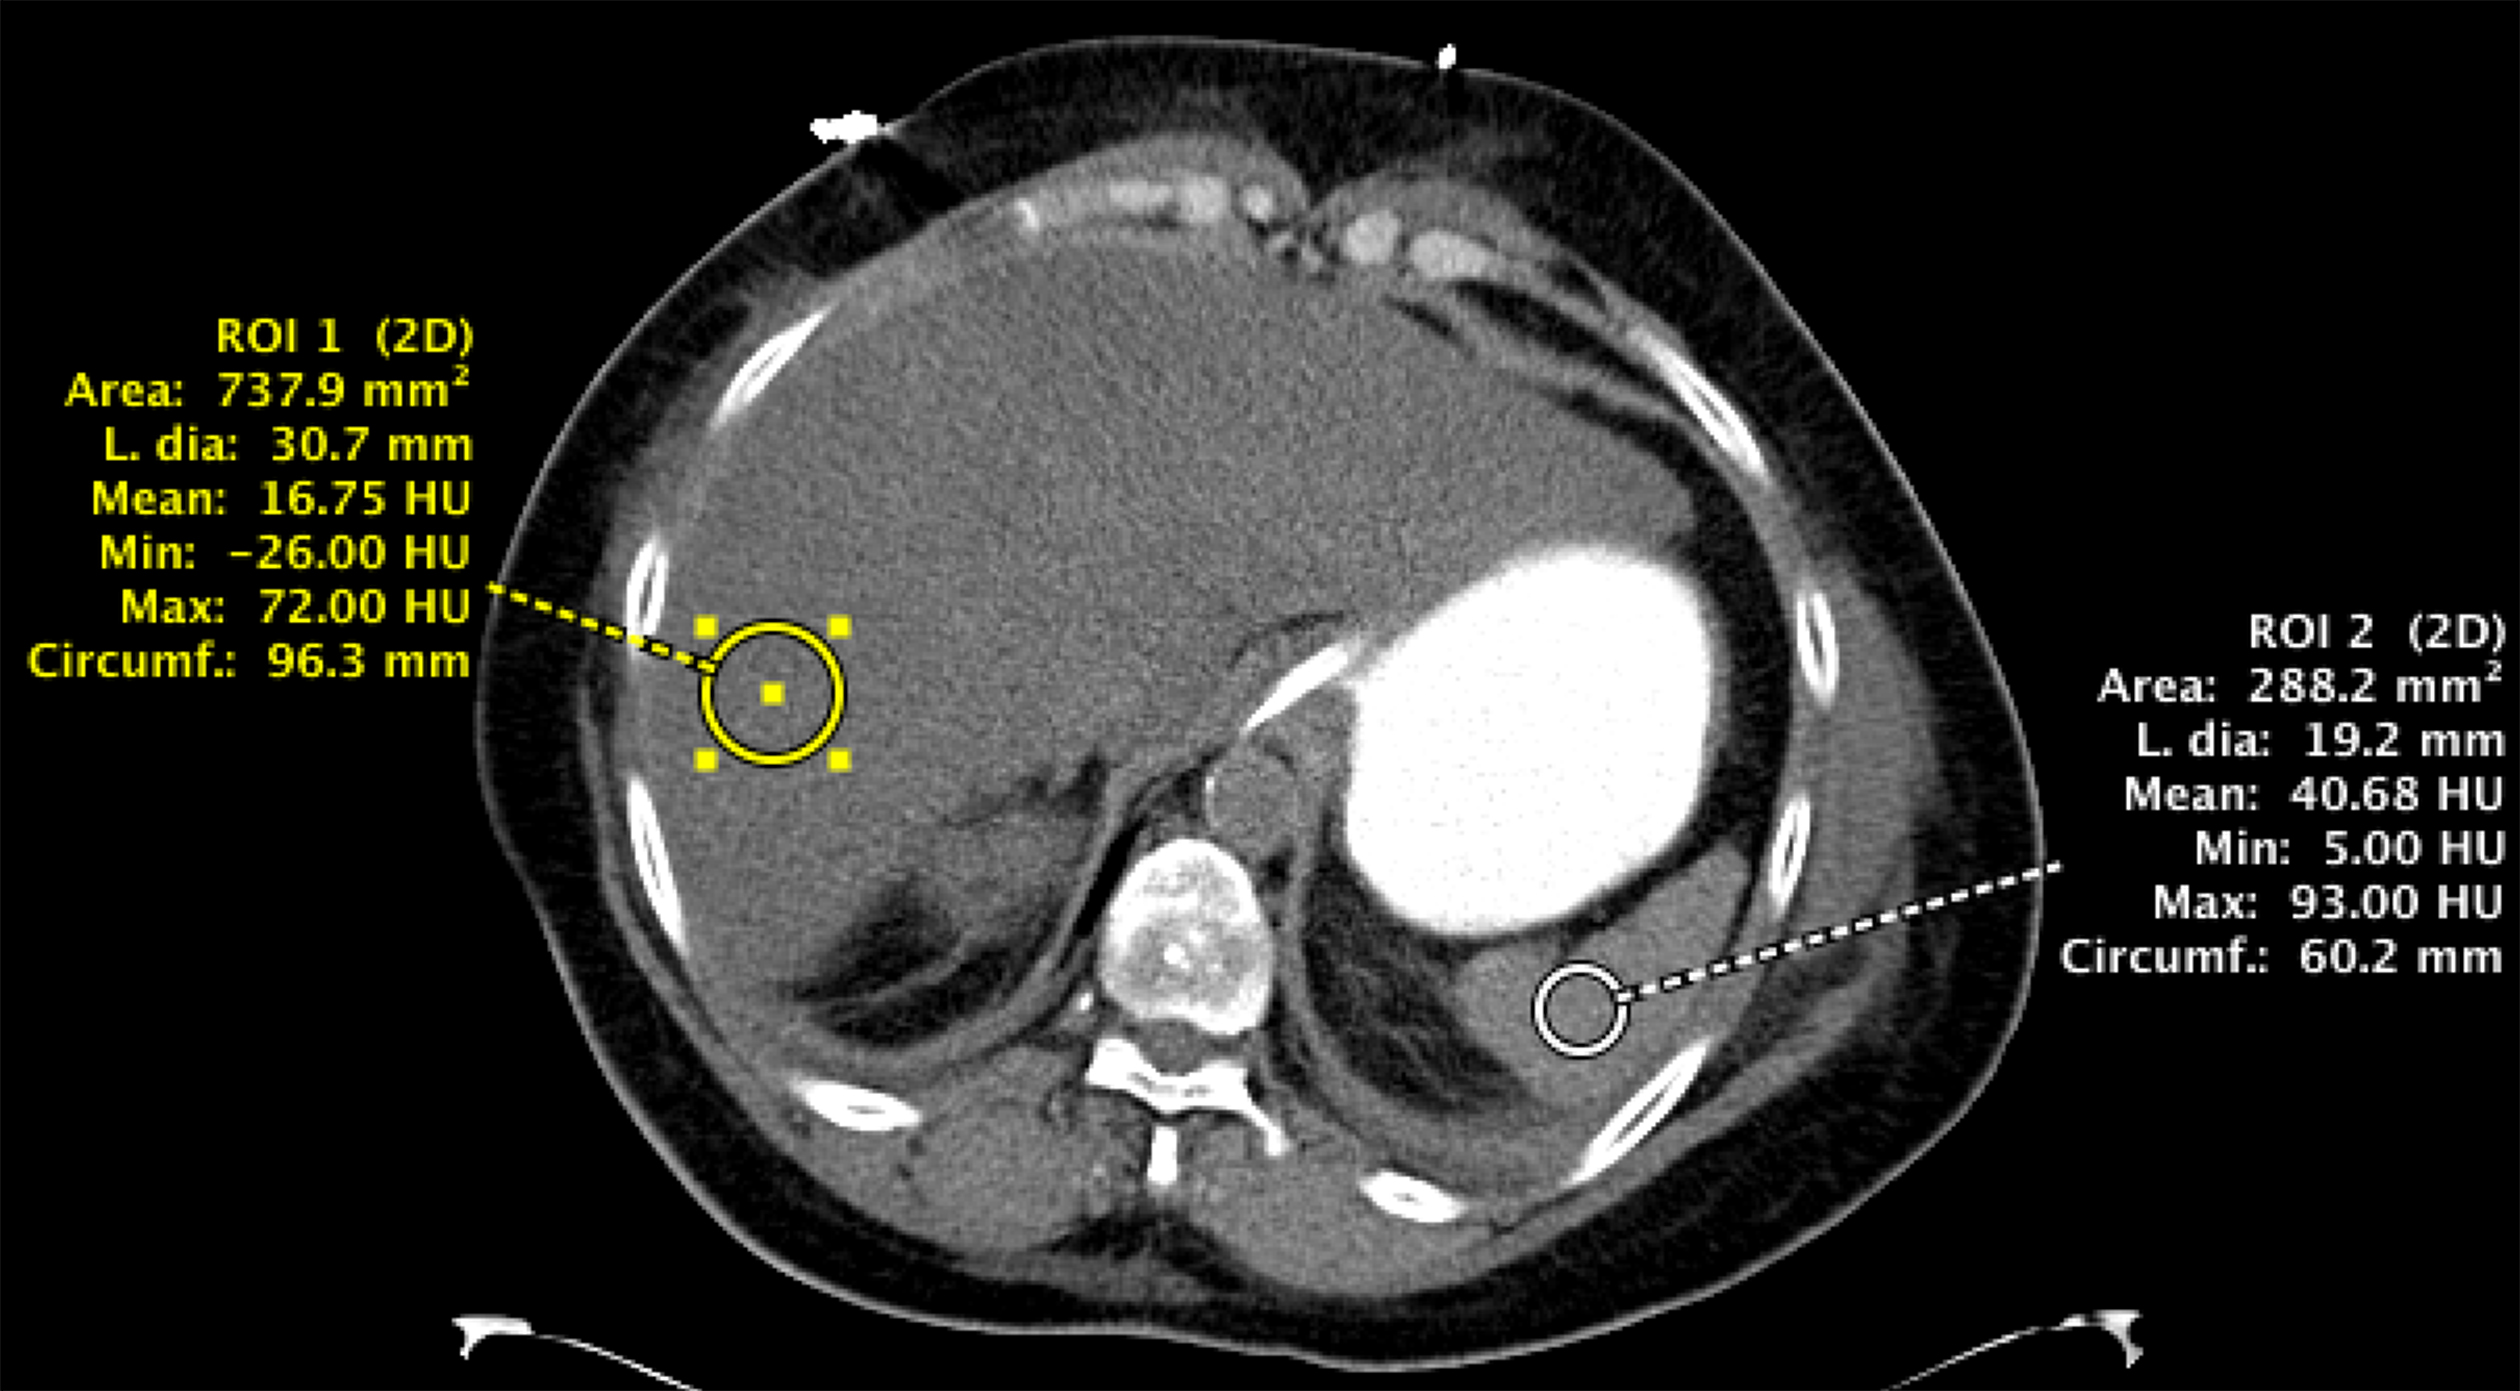 ROI 1 (2D)
Area: 737.9 mm²
L. dia: 30.7 mm
Mean: 16.75 HU
Min: -26.00 HU
Max: 72.00 HU
Circumf.: 96.3 mm
ROI 2 (2D)
Area: 288.2 mm²
L. dia: 19.2 mm
Mean: 40.68 HU
Min: 5.00 HU
Max: 93.00 HU
Circumf.: 60.2 mm